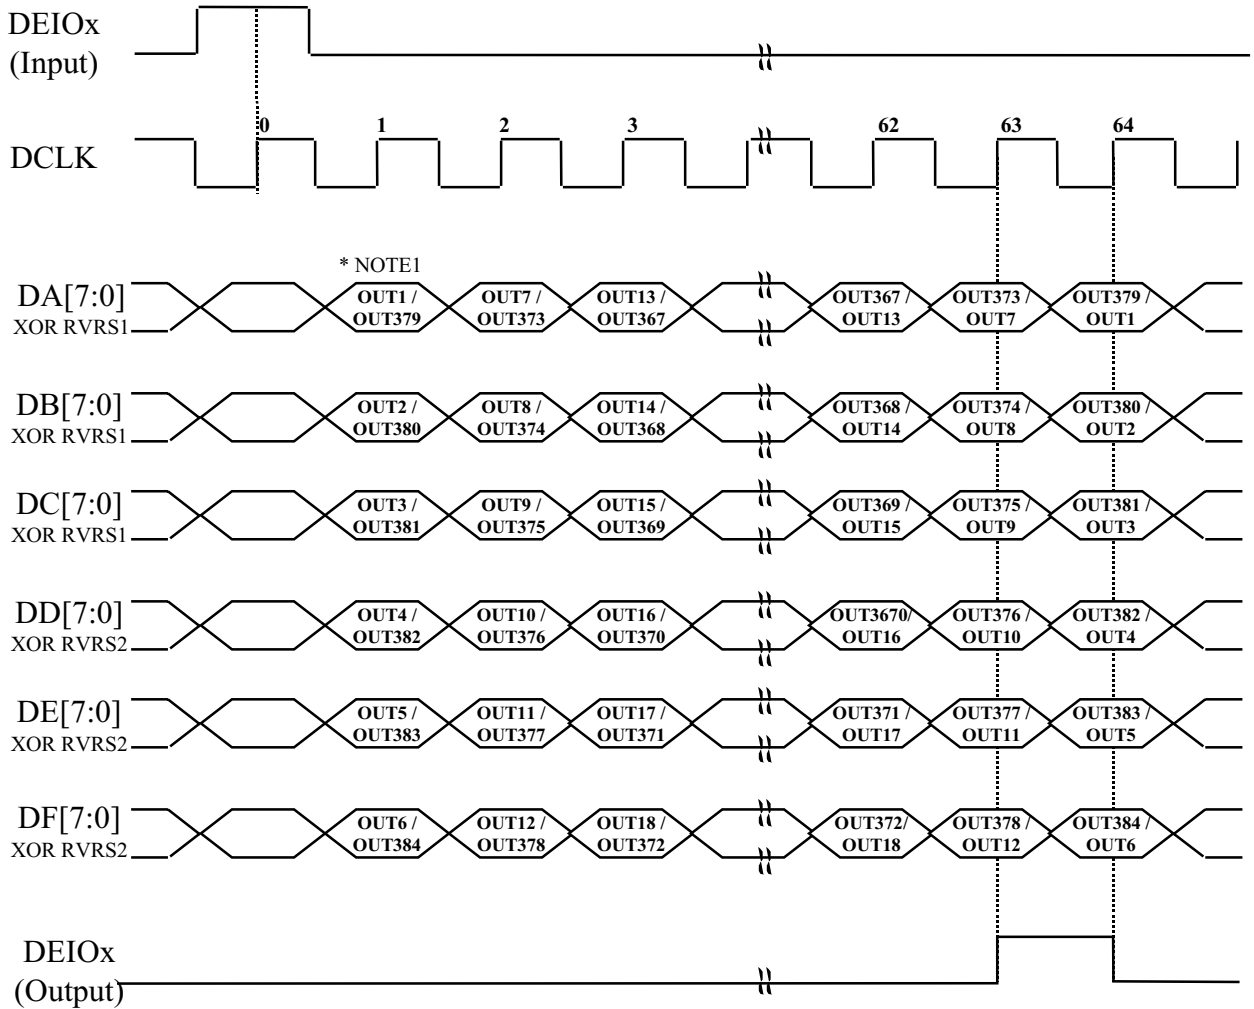 DEIOx
(Input)
0 1 2 3 62 63 64
DCLK
* NOTE1
DA[7:0]
XOR RVRS1
OUT1 / OUT7 / OUT13 / OUT367 / OUT373 / OUT379 /
OUT379 OUT373 OUT367 OUT13 OUT7 OUT1
DB[7:0]
XOR RVRS1
OUT2 / OUT8 / OUT14 / OUT368 / OUT374 / OUT380 /
OUT380 OUT374 OUT368 OUT14 OUT8 OUT2
DC[7:0]
XOR RVRS1
OUT3 / OUT9 / OUT15 / OUT369 / OUT375 / OUT381 /
OUT381 OUT375 OUT369 OUT15 OUT9 OUT3
DD[7:0]
XOR RVRS2
OUT4 / OUT10 / OUT16 / OUT3670/ OUT376 / OUT382 /
OUT382 OUT376 OUT370 OUT16 OUT10 OUT4
DE[7:0]
XOR RVRS2
OUT5 / OUT11 / OUT17 / OUT371 / OUT377 / OUT383 /
OUT383 OUT377 OUT371 OUT17 OUT11 OUT5
DF[7:0]
XOR RVRS2
OUT6 / OUT12 / OUT18 / OUT372/ OUT378 / OUT384 /
OUT384 OUT378 OUT372 OUT18 OUT12 OUT6
DEIOx
(Output)